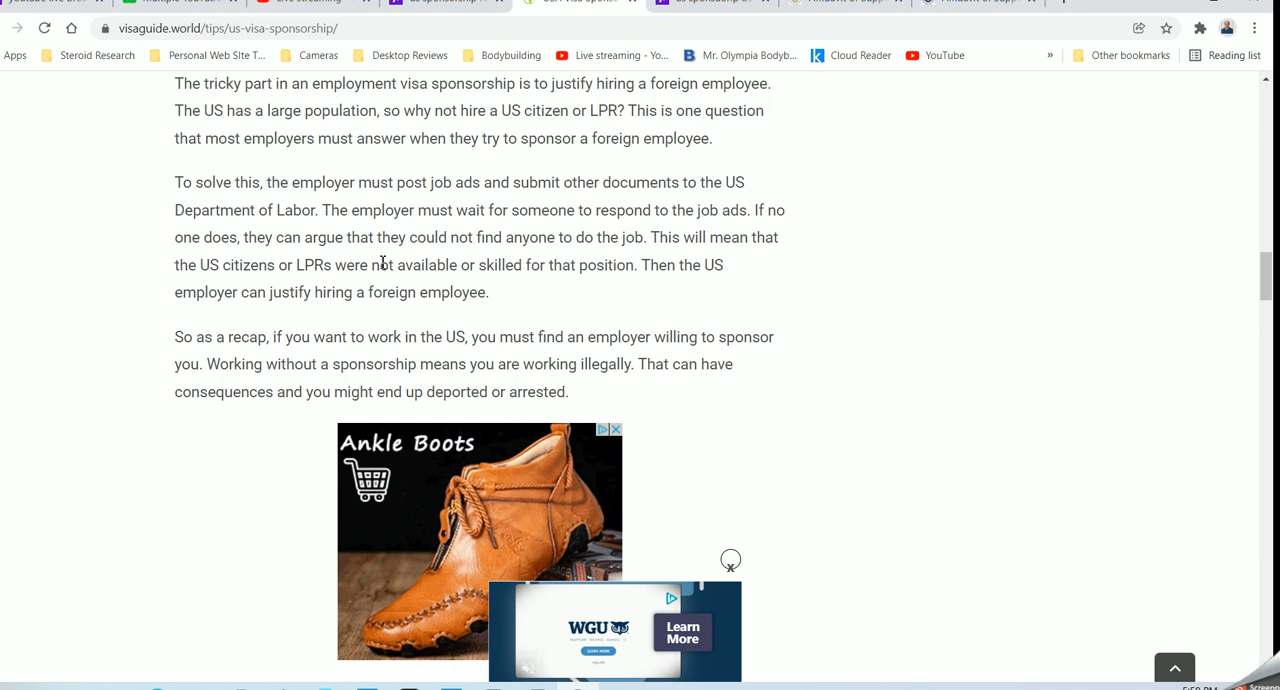 visaguide.world/tips/us-visa-sponsorship/
Apps Steroid Research Personal Web SIte T... Cameras Desktop Reviews Bodybuilding Live streaming - Yo... Mr. Olympia Bodyb... Cloud Reader YouTube » Other bookmarks Reading list
The tricky part in an employment visa sponsorship is to justify hiring a foreign employee.
The US has a large population, so why not hire a US citizen or LPR? This is one question
that most employers must answer when they try to sponsor a foreign employee.
To solve this, the employer must post job ads and submit other documents to the US
Department of Labor. The employer must wait for someone to respond to the job ads. If no
one does, they can argue that they could not find anyone to do the job. This will mean that
the US citizens or LPRs were not available or skilled for that position. Then the US
employer can justify hiring a foreign employee.
So as a recap, if you want to work in the US, you must find an employer willing to sponsor
you. Working without a sponsorship means you are working illegally. That can have
consequences and you might end up deported or arrested.
Ankle Boots
x
WGU
LEARN MORE
wgu.edu
Learn
More